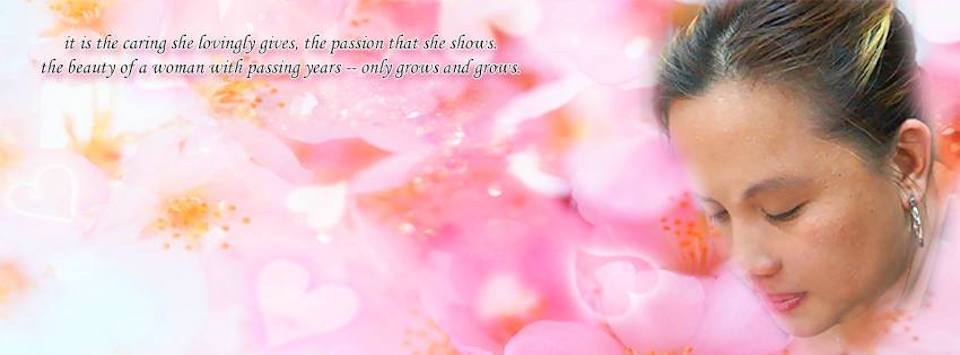 it is the caring she lovingly gives, the passion that she shows.
the beauty of a woman with passing years -- only grows and grows.